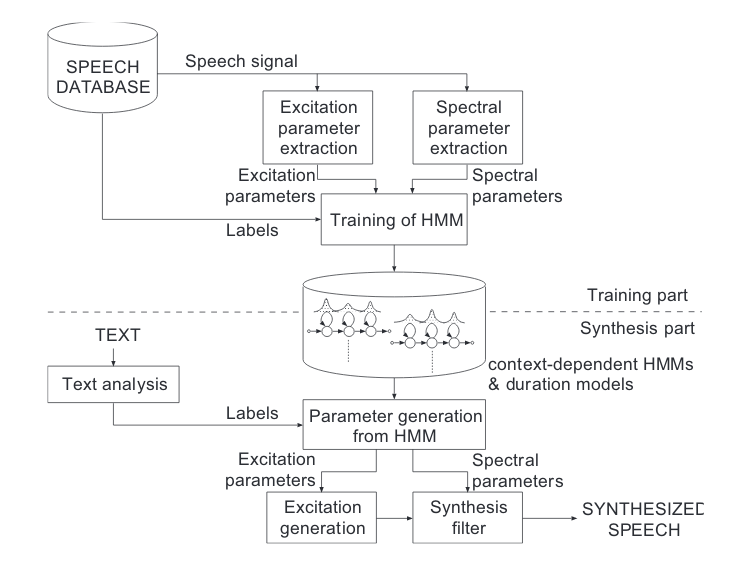 Speech signal
SPEECH
DATABASE
Excitation
parameter
extraction
Spectral
parameter
extraction
Excitation
parameters
Spectral
parameters
Training of HMM
Labels
Training part
Synthesis part
TEXT
context-dependent HMMs
& duration models
Text analysis
Labels
Parameter generation
from HMM
Excitation
parameters
Spectral
parameters
Excitation
generation
Synthesis
filter
SYNTHESIZED
SPEECH